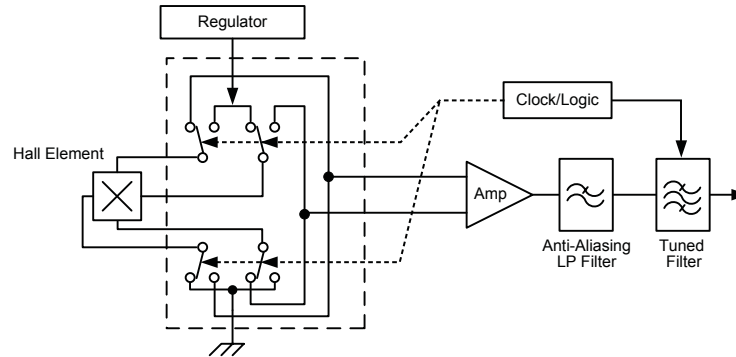 Regulator
Clock/Logic
Hall Element
Amp
Anti-Aliasing
LP Filter
Tuned
Filter